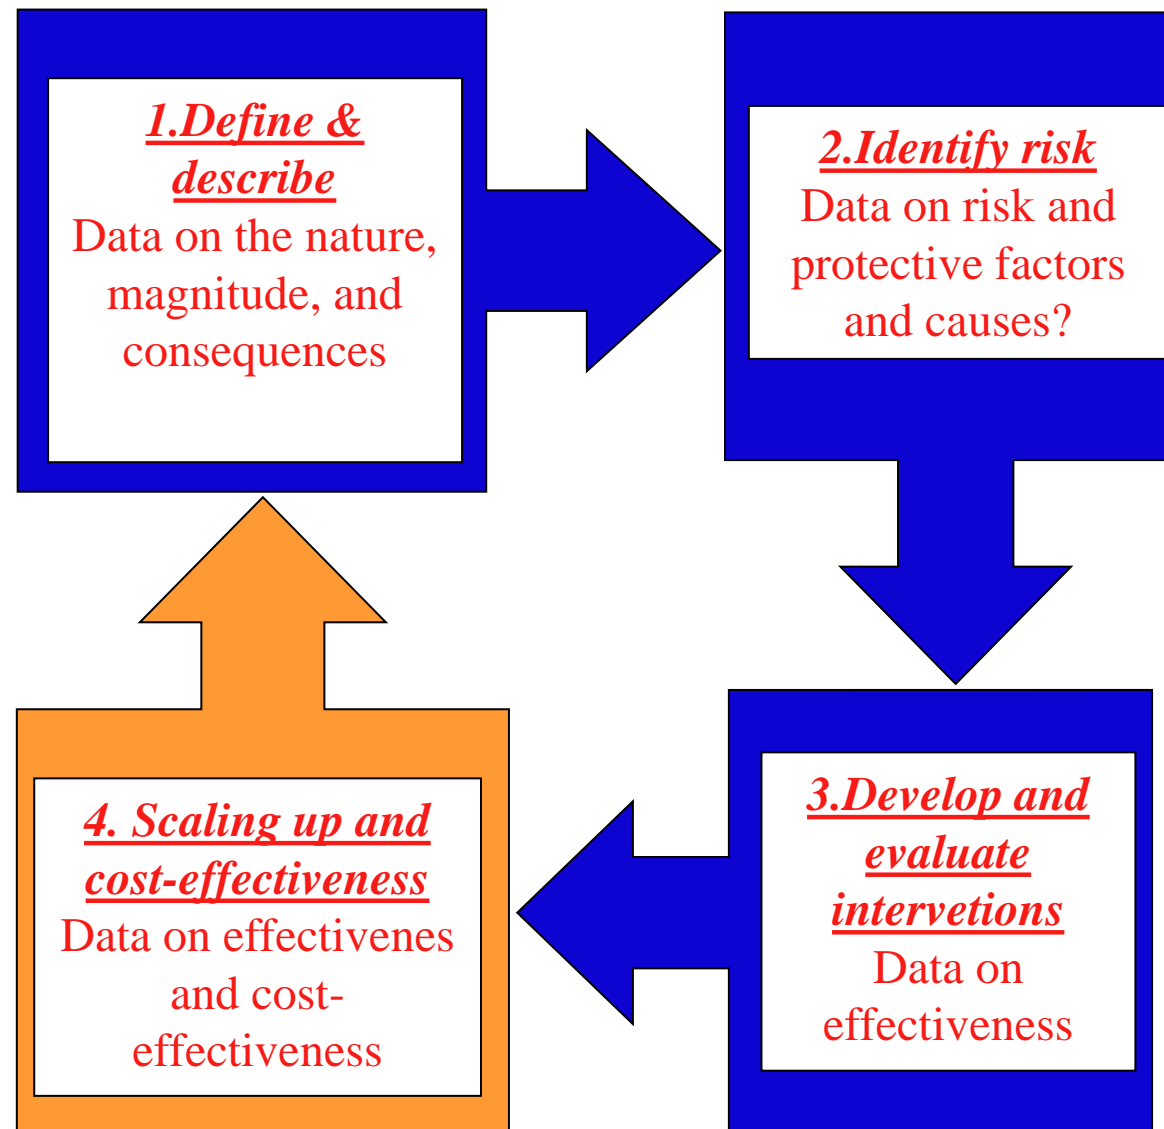 1.Define &
describe
Data on the nature,
magnitude, and
consequences
2.Identify risk
Data on risk and
protective factors
and causes?
3.Develop and
evaluate
intervetions
Data on
effectiveness
4. Scaling up and
cost-effectiveness
Data on effectivenes
and cost-
effectiveness